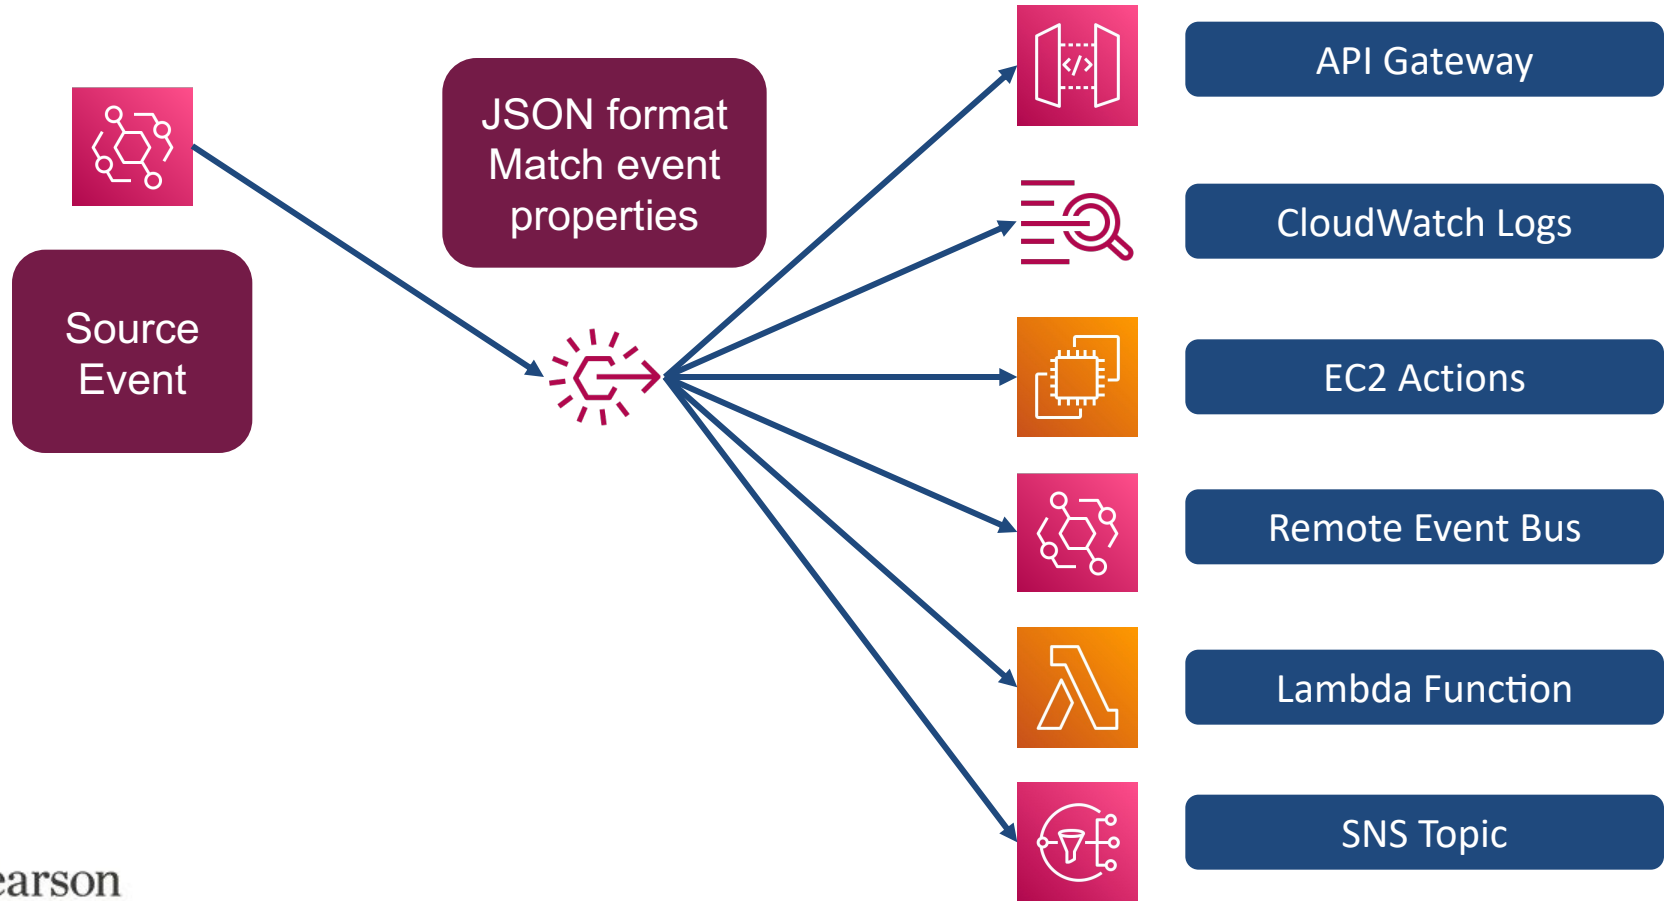 Source
Event
JSON format
Match event
properties
API Gateway
CloudWatch Logs
EC2 Actions
Remote Event Bus
Lambda Function
SNS Topic
earson